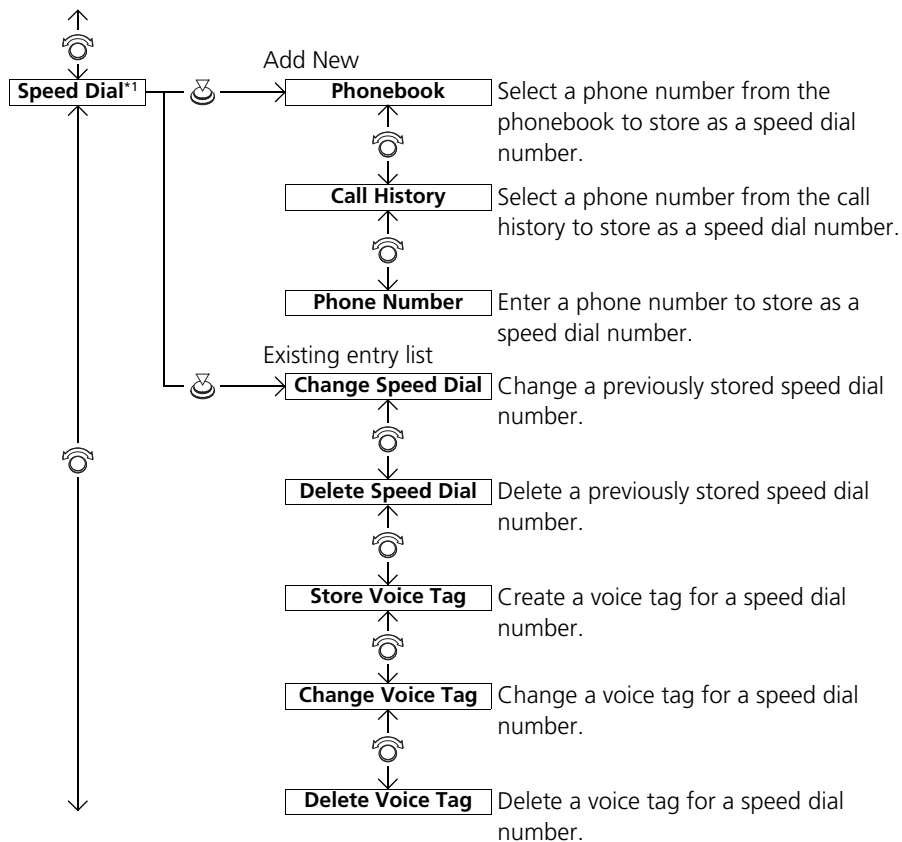 Add New
Speed Dial*1
Phonebook
Select a phone number from the
phonebook to store as a speed dial
number.
Call History
Select a phone number from the call
history to store as a speed dial number.
Phone Number
Enter a phone number to store as a
speed dial number.
Existing entry list
Change Speed Dial
Change a previously stored speed dial
number.
Delete Speed Dial
Delete a previously stored speed dial
number.
Store Voice Tag
Create a voice tag for a speed dial
number.
Change Voice Tag
Change a voice tag for a speed dial
number.
Delete Voice Tag
Delete a voice tag for a speed dial
number.